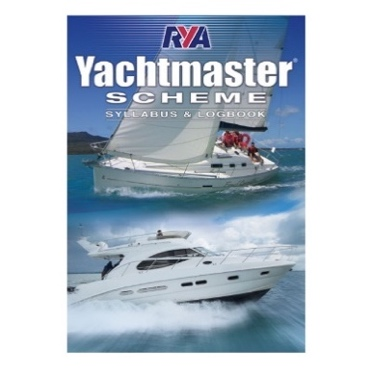 RYA
Yachtmaster®
SCHEME
SYLLABUS & LOGBOOK